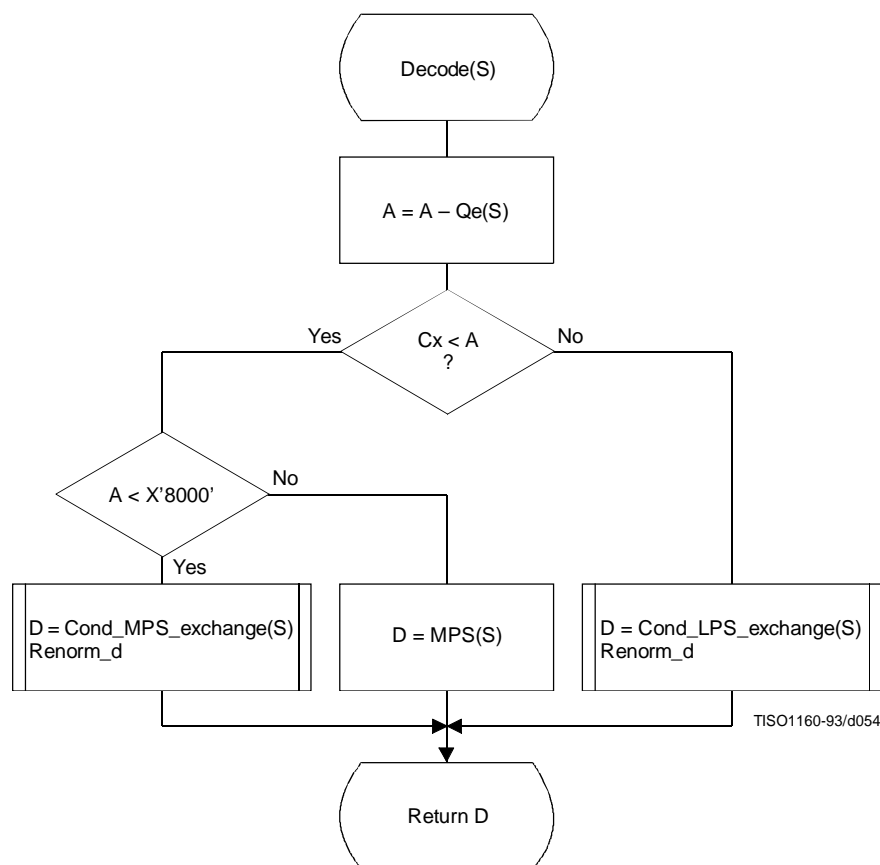 Decode(S)
A = A – Qe(S)
Yes
Cx < A
?
No
A < X’8000’
No
Yes
D = Cond_MPS_exchange(S)
Renorm_d
D = MPS(S)
D = Cond_LPS_exchange(S)
Renorm_d
TISO1160-93/d054
Return D